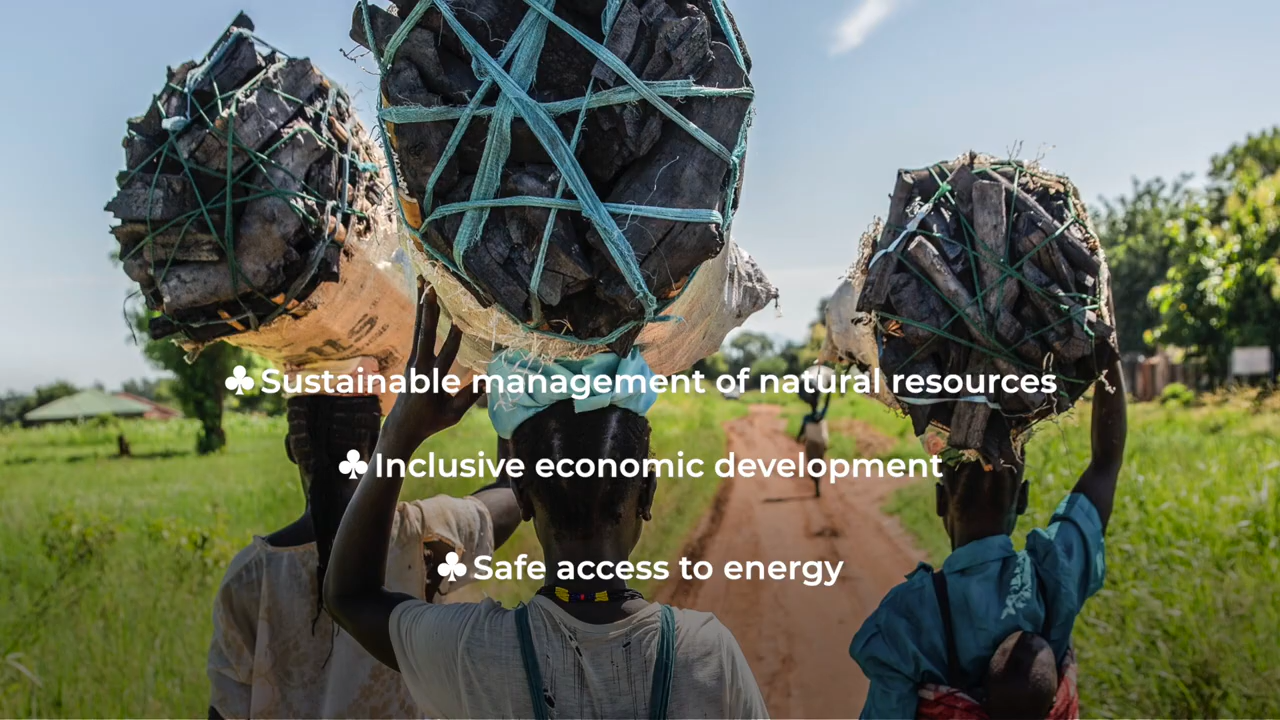 ♣Sustainable management of natural resources
♣Inclusive economic development
♣Safe access to energy